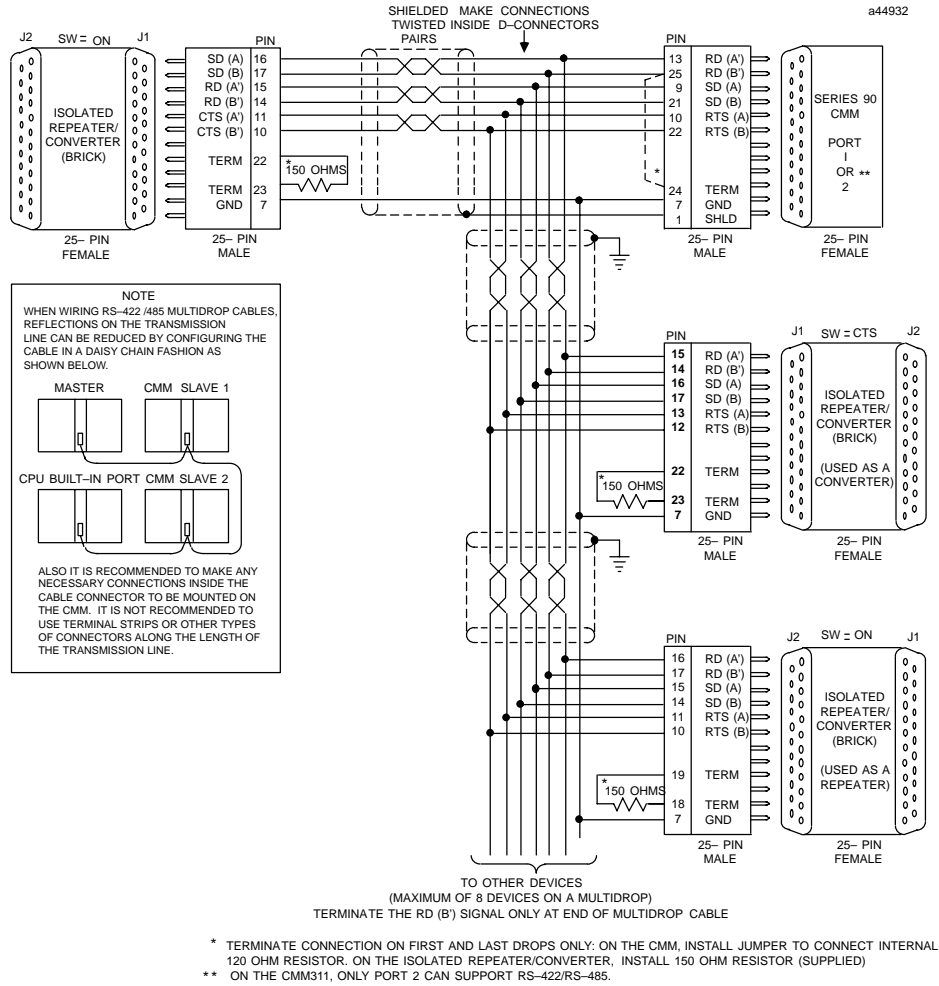 a44932
SHIELDED MAKE CONNECTIONS
TWISTED INSIDE D–CONNECTORS
PAIRS
J2 SW = ON J1
PIN
SD (A) 16
SD (B) 17
RD (A') 15
RD (B') 14
CTS (A') 11
CTS (B') 10
TERM 22
TERM 23
GND 7
* 150 OHMS
ISOLATED
REPEATER/
CONVERTER
(BRICK)
25– PIN
FEMALE
25– PIN
MALE
PIN
13 RD (A')
25 RD (B')
9 SD (A)
21 SD (B)
10 RTS (A)
22 RTS (B)
*
24 TERM
7 GND
1 SHLD
25– PIN
MALE
SERIES 90
CMM
PORT
I
OR **
2
25– PIN
FEMALE
NOTE
WHEN WIRING RS–422 /485 MULTIDROP CABLES,
REFLECTIONS ON THE TRANSMISSION
LINE CAN BE REDUCED BY CONFIGURING THE
CABLE IN A DAISY CHAIN FASHION AS
SHOWN BELOW.
MASTER CMM SLAVE 1
CPU BUILT–IN PORT CMM SLAVE 2
ALSO IT IS RECOMMENDED TO MAKE ANY
NECESSARY CONNECTIONS INSIDE THE
CABLE CONNECTOR TO BE MOUNTED ON
THE CMM. IT IS NOT RECOMMENDED TO
USE TERMINAL STRIPS OR OTHER TYPES
OF CONNECTORS ALONG THE LENGTH OF
THE TRANSMISSION LINE.
PIN
15 RD (A')
14 RD (B')
16 SD (A)
17 SD (B)
13 RTS (A)
12 RTS (B)
22 TERM
* 150 OHMS
23 TERM
7 GND
25– PIN
MALE
J1 SW = CTS J2
ISOLATED
REPEATER/
CONVERTER
(BRICK)
(USED AS A
CONVERTER)
25– PIN
FEMALE
PIN
16 RD (A')
17 RD (B')
15 SD (A)
14 SD (B)
11 RTS (A)
10 RTS (B)
19 TERM
* 150 OHMS
18 TERM
7 GND
25– PIN
MALE
J2 SW = ON J1
ISOLATED
REPEATER/
CONVERTER
(BRICK)
(USED AS A
REPEATER)
25– PIN
FEMALE
TO OTHER DEVICES
(MAXIMUM OF 8 DEVICES ON A MULTIDROP)
TERMINATE THE RD (B') SIGNAL ONLY AT END OF MULTIDROP CABLE
* TERMINATE CONNECTION ON FIRST AND LAST DROPS ONLY: ON THE CMM, INSTALL JUMPER TO CONNECT INTERNAL
120 OHM RESISTOR. ON THE ISOLATED REPEATER/CONVERTER, INSTALL 150 OHM RESISTOR (SUPPLIED)
** ON THE CMM311, ONLY PORT 2 CAN SUPPORT RS–422/RS–485.